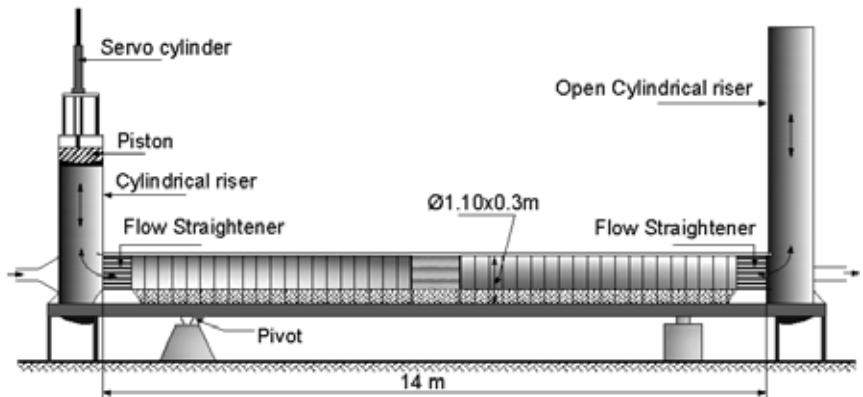 Servo cylinder
Open Cylindrical riser
Piston
Cylindrical riser
Ø1.10x0.3m
Flow Straightener
Flow Straightener
Pivot
14 m